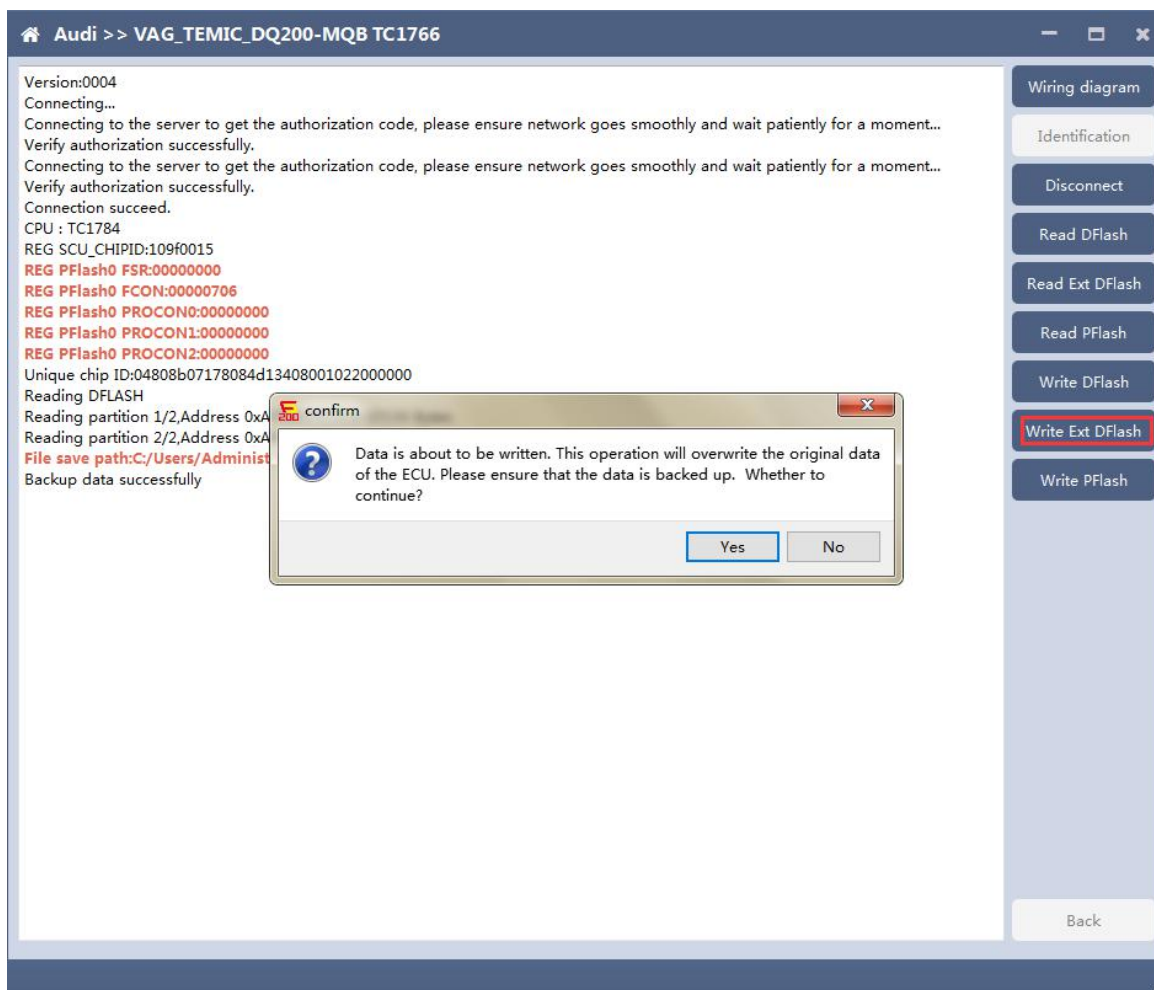 Audi >> VAG_TEMIC_DQ200-MQB TC1766
Version:0004
Connecting...
Connecting to the server to get the authorization code, please ensure network goes smoothly and wait patiently for a moment...
Verify authorization successfully.
Connecting to the server to get the authorization code, please ensure network goes smoothly and wait patiently for a moment...
Verify authorization successfully.
Connection succeed.
CPU : TC1784
REG SCU_CHIPID:109f0015
REG PFlash0 FSR:00000000
REG PFlash0 FCON:00000706
REG PFlash0 PROCON0:00000000
REG PFlash0 PROCON1:00000000
REG PFlash0 PROCON2:00000000
Unique chip ID:04808b07178084d13408001022000000
Reading DFLASH
Reading partition 1/2,Address 0xA
Reading partition 2/2,Address 0xA
File save path:C:/Users/Administ
Backup data successfully
confirm
Data is about to be written. This operation will overwrite the original data
of the ECU. Please ensure that the data is backed up.  Whether to
continue?
Yes
No
Wiring diagram
Identification
Disconnect
Read DFlash
Read Ext DFlash
Read PFlash
Write DFlash
Write Ext DFlash
Write PFlash
Back